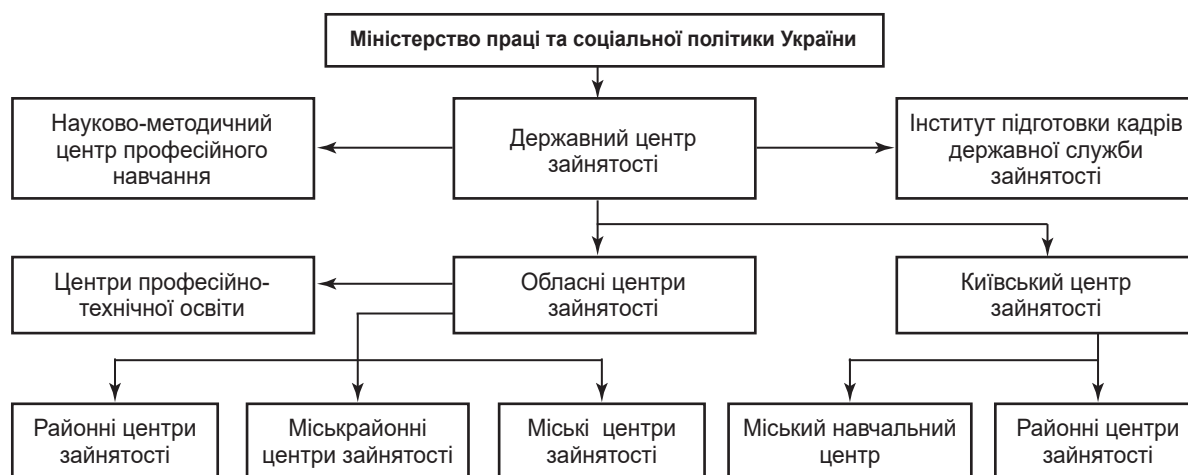 Міністерство праці та соціальної політики України
Науково-методичний
центр професійного
навчання
Державний центр
зайнятості
Інститут підготовки кадрів
державної служби
зайнятості
Центри професійно-
технічної освіти
Обласні центри
зайнятості
Київський центр
зайнятості
Районні центри
зайнятості
Міськрайонні
центри зайнятості
Міські центри
зайнятості
Міський навчальний
центр
Районні центри
зайнятості